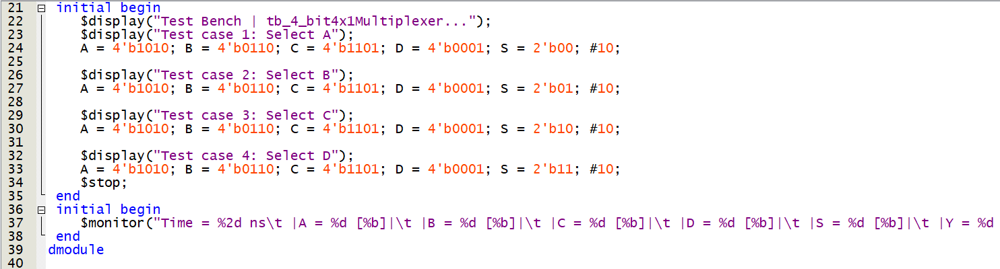 21 initial begin
22 $display("Test Bench | tb_4_bit4x1Multiplexer...");
23 $display("Test case 1: Select A");
24 A = 4'b1010; B = 4'b0110; C = 4'b1101; D = 4'b0001; S = 2'b00; #10;
25
26 $display("Test case 2: Select B");
27 A = 4'b1010; B = 4'b0110; C = 4'b1101; D = 4'b0001; S = 2'b01; #10;
28
29 $display("Test case 3: Select C");
30 A = 4'b1010; B = 4'b0110; C = 4'b1101; D = 4'b0001; S = 2'b10; #10;
31
32 $display("Test case 4: Select D");
33 A = 4'b1010; B = 4'b0110; C = 4'b1101; D = 4'b0001; S = 2'b11; #10;
34 $stop;
35 end
36 initial begin
37 $monitor("Time = %2d ns\t |A = %d [%b]|\t |B = %d [%b]|\t |C = %d [%b]|\t |D = %d [%b]|\t |S = %d [%b]|\t |Y = %d
38 end
39 dmodule
40